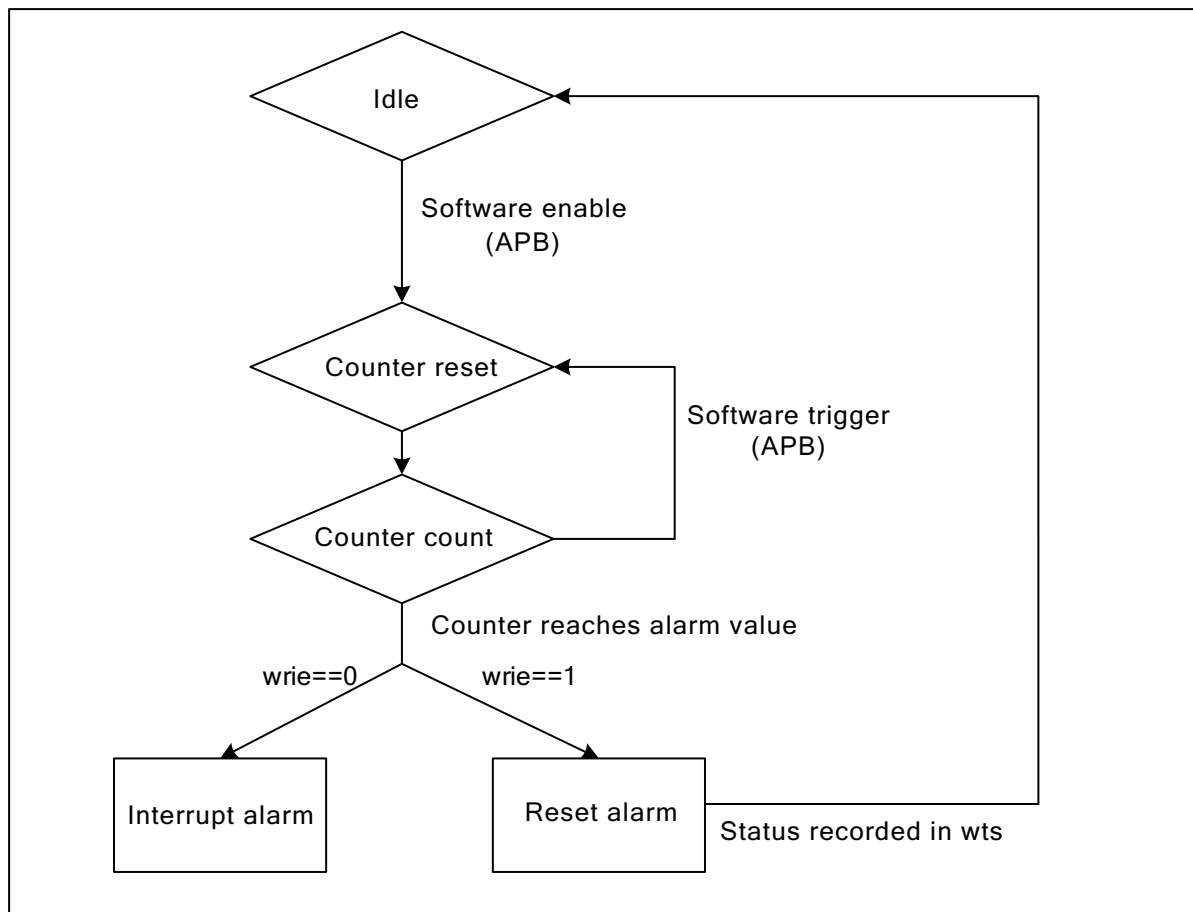 Idle
Software enable
(APB)
Counter reset
Software trigger
(APB)
Counter count
Counter reaches alarm value
wrie==0
wrie==1
Interrupt alarm
Reset alarm
Status recorded in wts